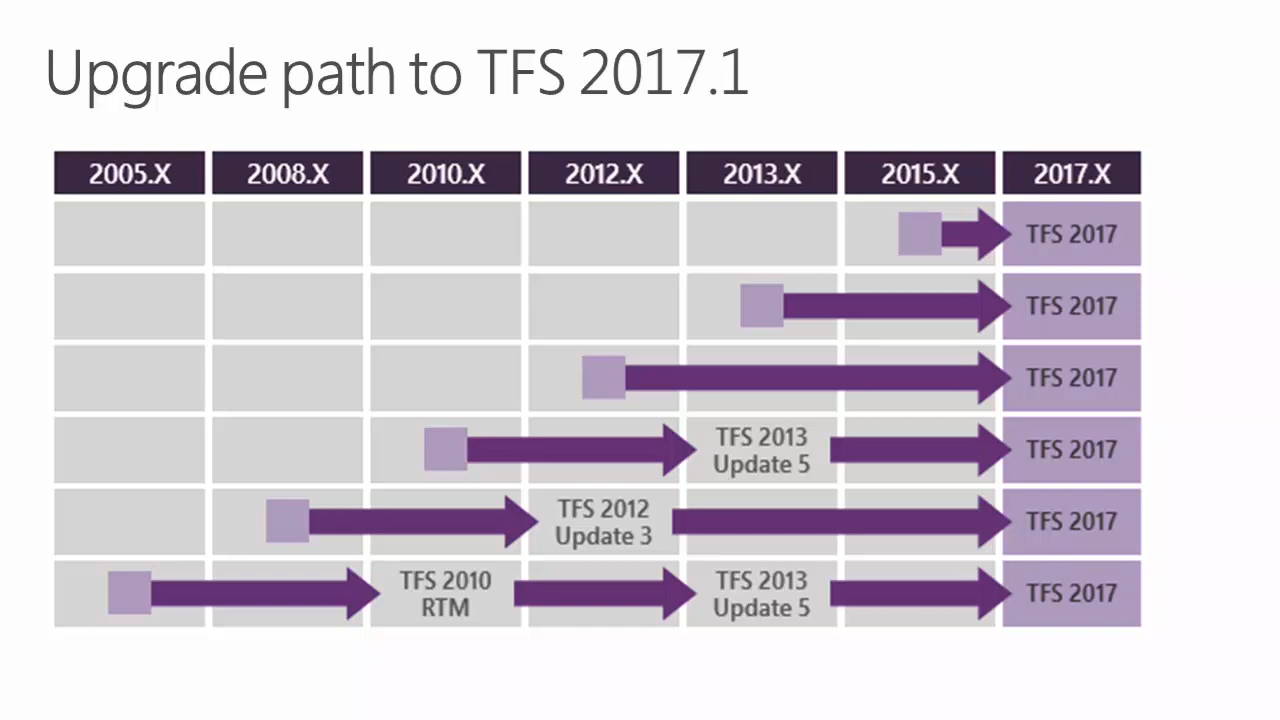 Upgrade path to TFS 2017.1
2005.X 2008.X 2010.X 2012.X 2013.X 2015.X 2017.X
TFS 2017
TFS 2017
TFS 2017
TFS 2013
Update 5
TFS 2017
TFS 2012
Update 3
TFS 2017
TFS 2010
RTM
TFS 2013
Update 5
TFS 2017